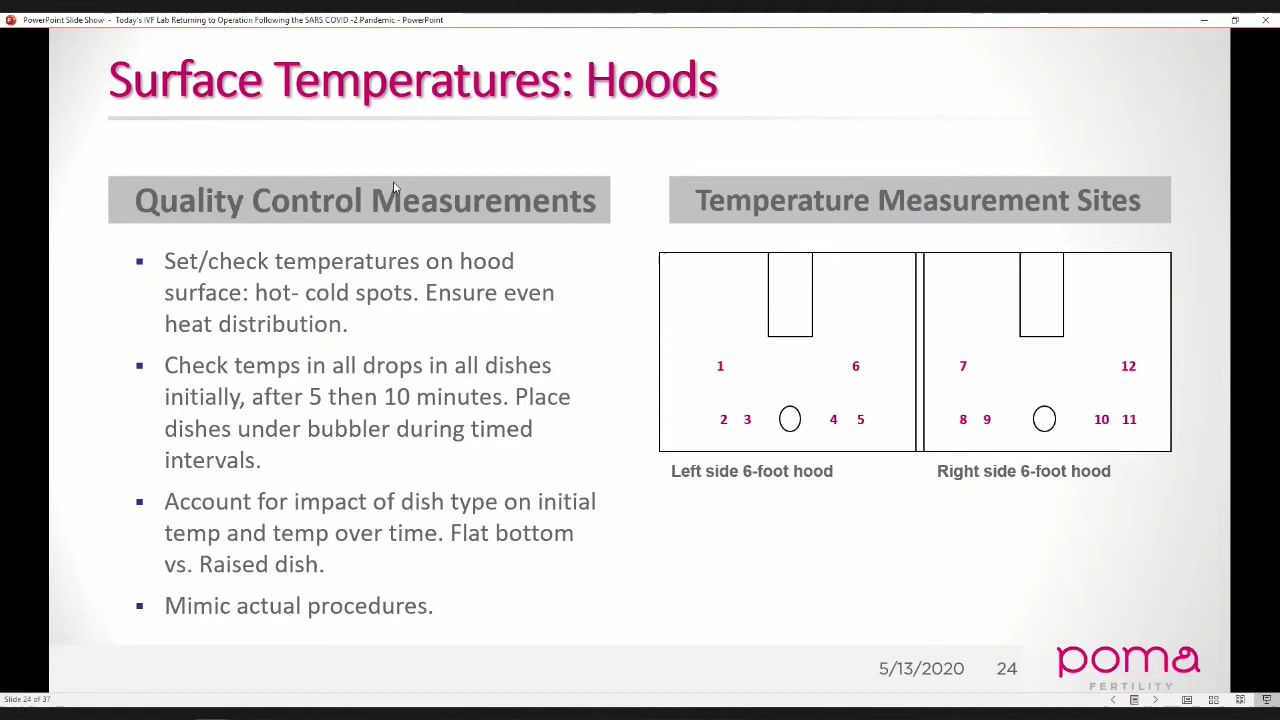 PowerPoint Slide Show - Today's IVF Lab Returning to Operation Following the SARS COVID -2 Pandemic - PowerPoint
Surface Temperatures: Hoods
Quality Control Measurements
▪ Set/check temperatures on hood
surface: hot- cold spots. Ensure even
heat distribution.
▪ Check temps in all drops in all dishes
initially, after 5 then 10 minutes. Place
dishes under bubbler during timed
intervals.
▪ Account for impact of dish type on initial
temp and temp over time. Flat bottom
vs. Raised dish.
▪ Mimic actual procedures.
Temperature Measurement Sites
1 6 7 12
2 3 4 5 8 9 10 11
Left side 6-foot hood
Right side 6-foot hood
5/13/2020 24
poma
FERTILITY
Slide 24 of 37